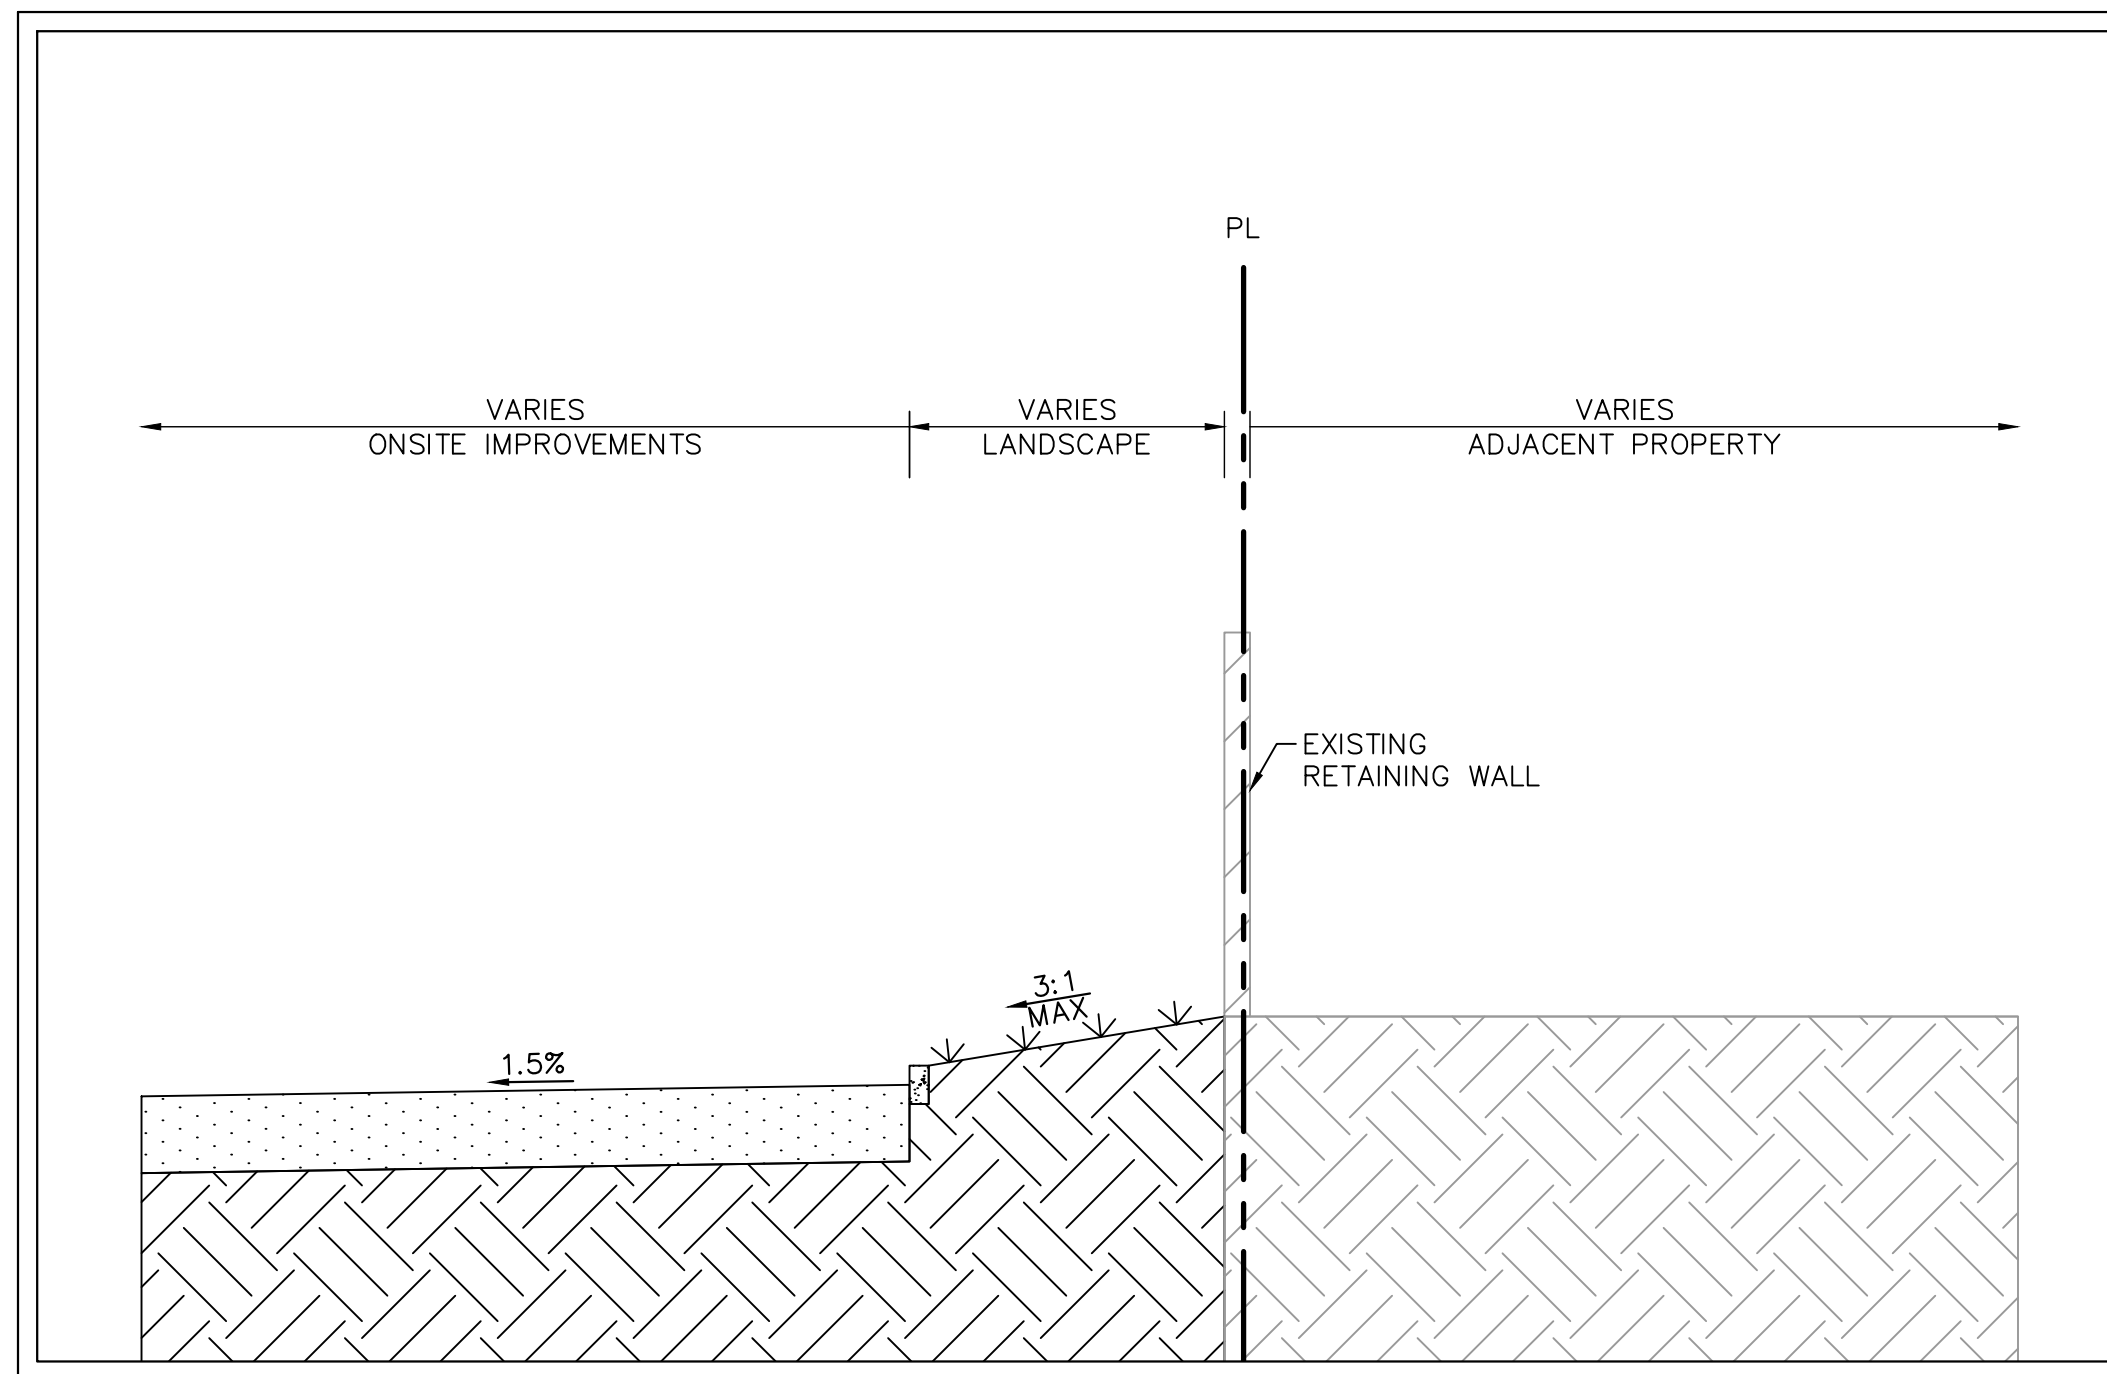 PL
VARIES
ONSITE IMPROVEMENTS
VARIES
LANDSCAPE
VARIES
ADJACENT PROPERTY
EXISTING
RETAINING WALL
3:1
MAX
1.5%